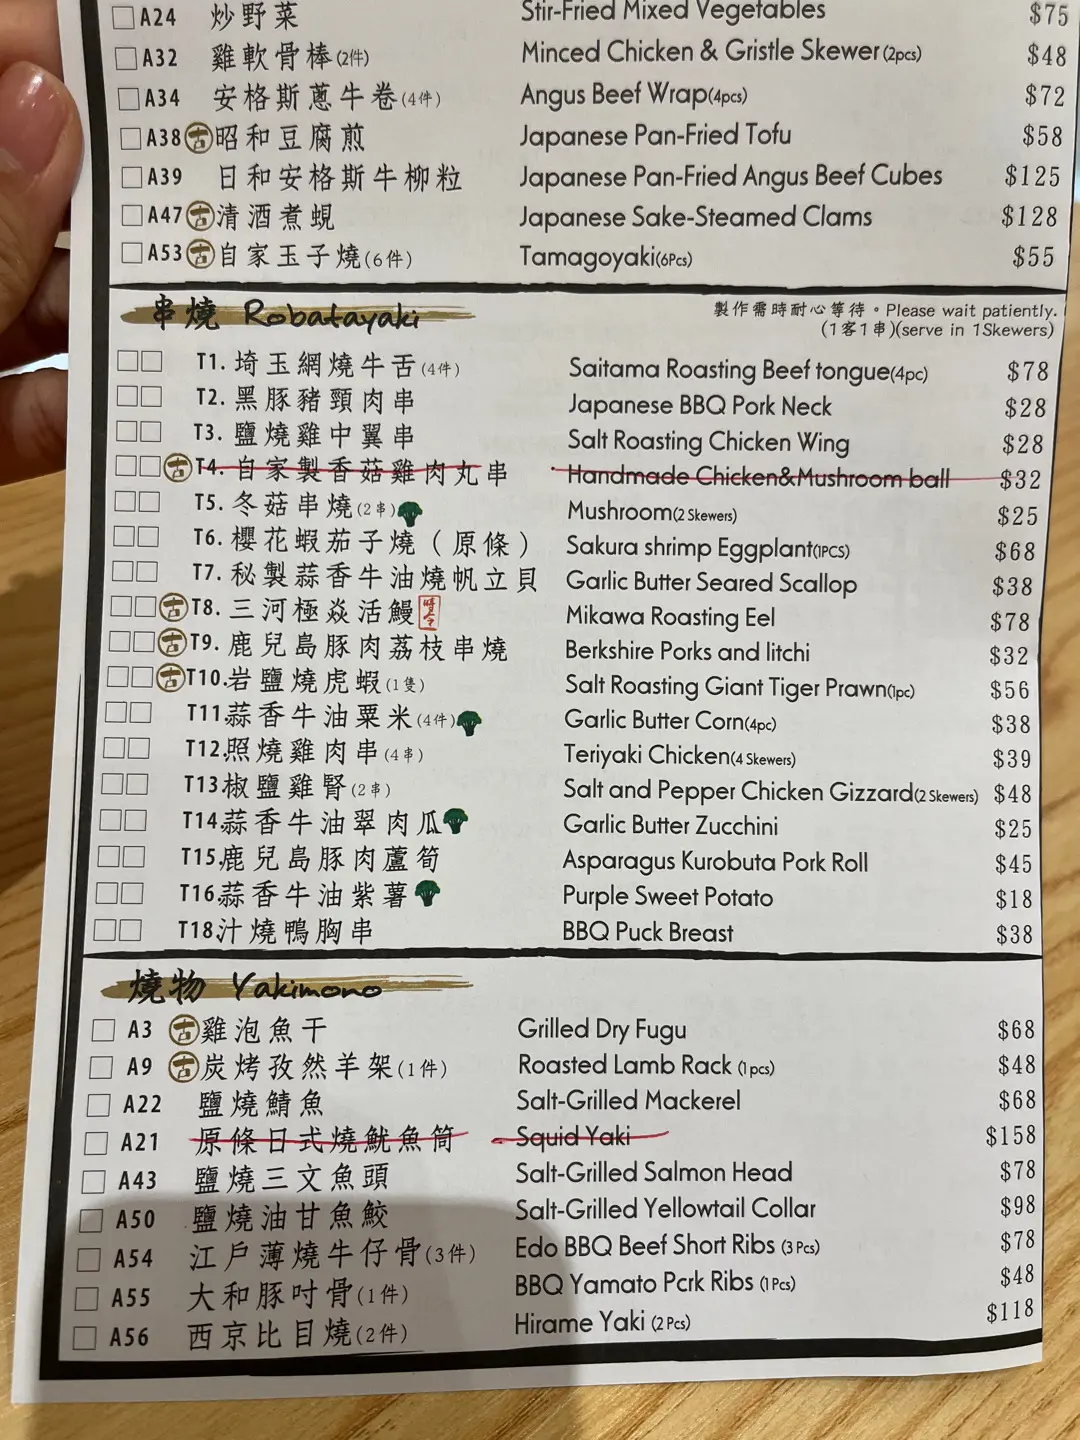 A24 炒野菜 Stir-Fried Mixed Vegetables $75
A32 雞軟骨棒(2件) Minced Chicken & Gristle Skewer(2pcs) $48
A34 安格斯蔥牛卷(4件) Angus Beef Wrap(4pcs) $72
A38 古 昭和豆腐煎 Japanese Pan-Fried Tofu $58
A39 日和安格斯牛柳粒 Japanese Pan-Fried Angus Beef Cubes $125
A47 古 清酒煮蜆 Japanese Sake-Steamed Clams $128
A53 古 自家玉子燒(6件) Tamagoyaki(6Pcs) $55
串燒 Robatayaki
製作需時耐心等待。Please wait patiently.
(1客1串)(serve in 1Skewers)
T1. 埼玉網燒牛舌(4件) Saitama Roasting Beef tongue(4pc) $78
T2. 黑豚豬頸肉串 Japanese BBQ Pork Neck $28
T3. 鹽燒雞中翼串 Salt Roasting Chicken Wing $28
古 T4. 自家製香菇雞肉丸串 Handmade Chicken&Mushroom ball $32
T5. 冬菇串燒(2串) Mushroom(2 Skewers) $25
T6. 櫻花蝦茄子燒(原條) Sakura shrimp Eggplant(1PCS) $68
T7. 秘製蒜香牛油燒帆立貝 Garlic Butter Seared Scallop $38
古 T8. 三河極焱活鰻 Mikawa Roasting Eel $78
古 T9. 鹿兒島豚肉荔枝串燒 Berkshire Porks and litchi $32
古 T10. 岩鹽燒虎蝦(1隻) Salt Roasting Giant Tiger Prawn(1pc) $56
T11. 蒜香牛油粟米(4件) Garlic Butter Corn(4pc) $38
T12. 照燒雞肉串(4串) Teriyaki Chicken(4 Skewers) $39
T13. 椒鹽雞腎(2串) Salt and Pepper Chicken Gizzard(2 Skewers) $48
T14. 蒜香牛油翠肉瓜 Garlic Butter Zucchini $25
T15. 鹿兒島豚肉蘆筍 Asparagus Kurobuta Pork Roll $45
T16. 蒜香牛油紫薯 Purple Sweet Potato $18
T18. 汁燒鴨胸串 BBQ Puck Breast $38
燒物 Yakimono
A3 古 雞泡魚干 Grilled Dry Fugu $68
A9 古 炭烤孜然羊架(1件) Roasted Lamb Rack (1pcs) $48
A22 鹽燒鯖魚 Salt-Grilled Mackerel $68
A21 原條日式燒魷魚筒 Squid Yaki $158
A43 鹽燒三文魚頭 Salt-Grilled Salmon Head $78
A50 鹽燒油甘魚鮫 Salt-Grilled Yellowtail Collar $98
A54 江戶薄燒牛仔骨(3件) Edo BBQ Beef Short Ribs (3Pcs) $78
A55 大和豚吋骨(1件) BBQ Yamato Pcrk Ribs (1Pcs) $48
A56 西京比目燒(2件) Hirame Yaki (2 Pcs) $118